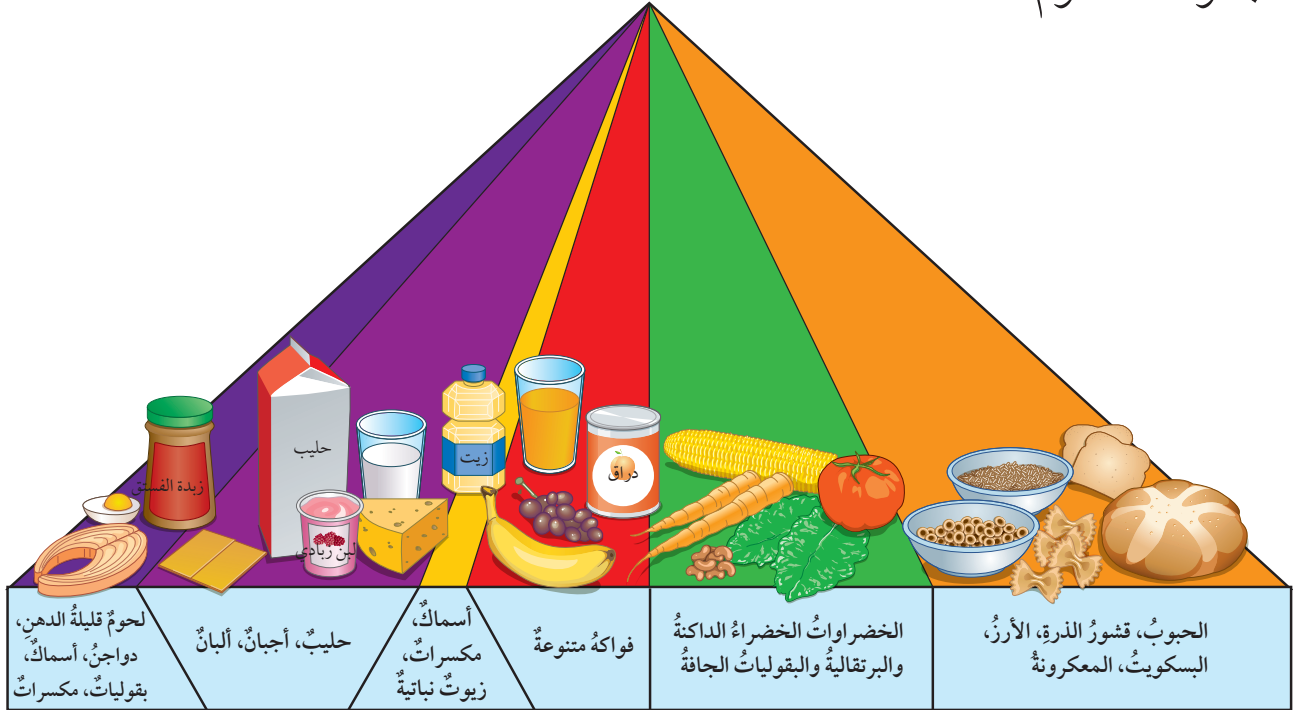 حليب
زيت
دراق
زبدة الفستق
لبن زبادي
الحبوبُ، قشورُ الذرةِ، الأرزُ،
البسكويتُ، المعكرونةُ
الخضراواتُ الخضراءُ الداكنةُ
والبرتقاليةُ والبقولياتُ الجافةُ
فواكهُ متنوعةٌ
أسماكٌ،
مكسراتٌ،
زيوتٌ نباتيةٌ
حليبٌ، أجبانٌ، ألبانٌ
لحومٌ قليلةُ الدهنِ،
دواجنُ، أسماكٌ،
بقولياتٌ، مكسراتٌ